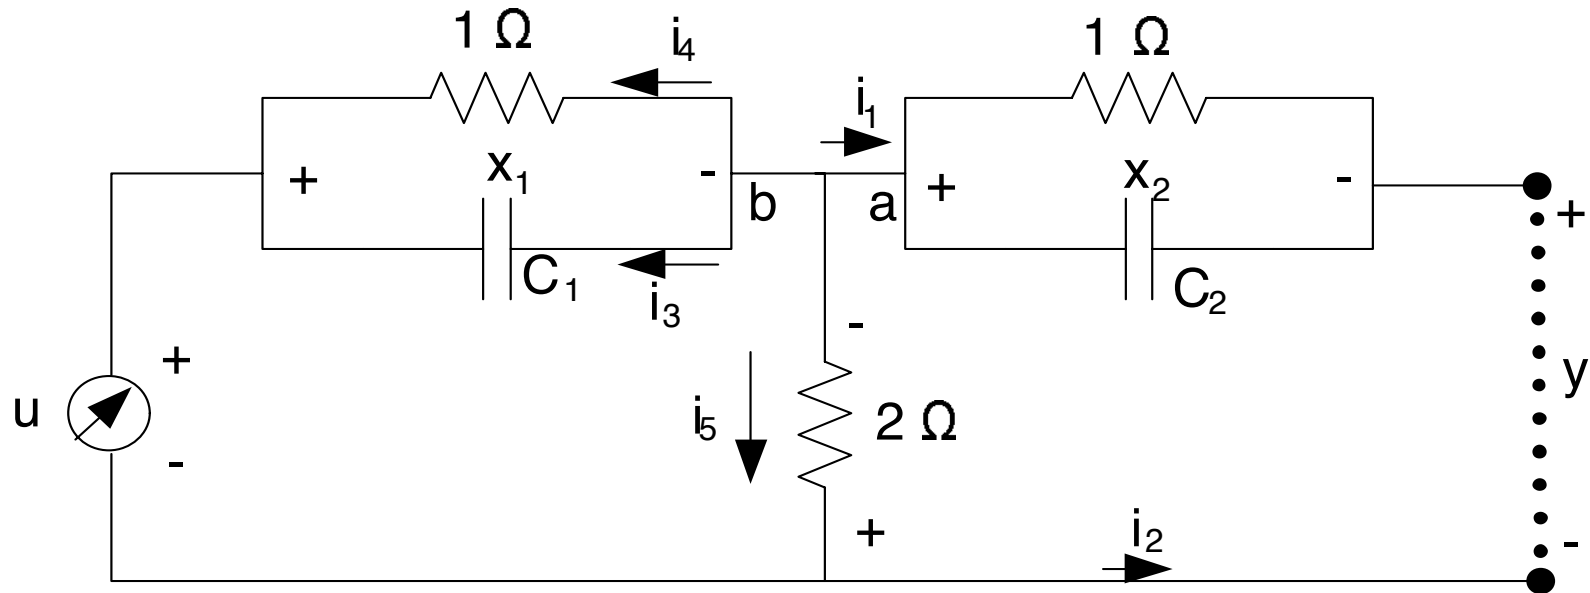 1 Ω
i4
i1
1 Ω
+ x1 -
b
a
+ x2 -
+
C1
i3
C2
-
+
u
i5
2 Ω
y
-
+
i2
-